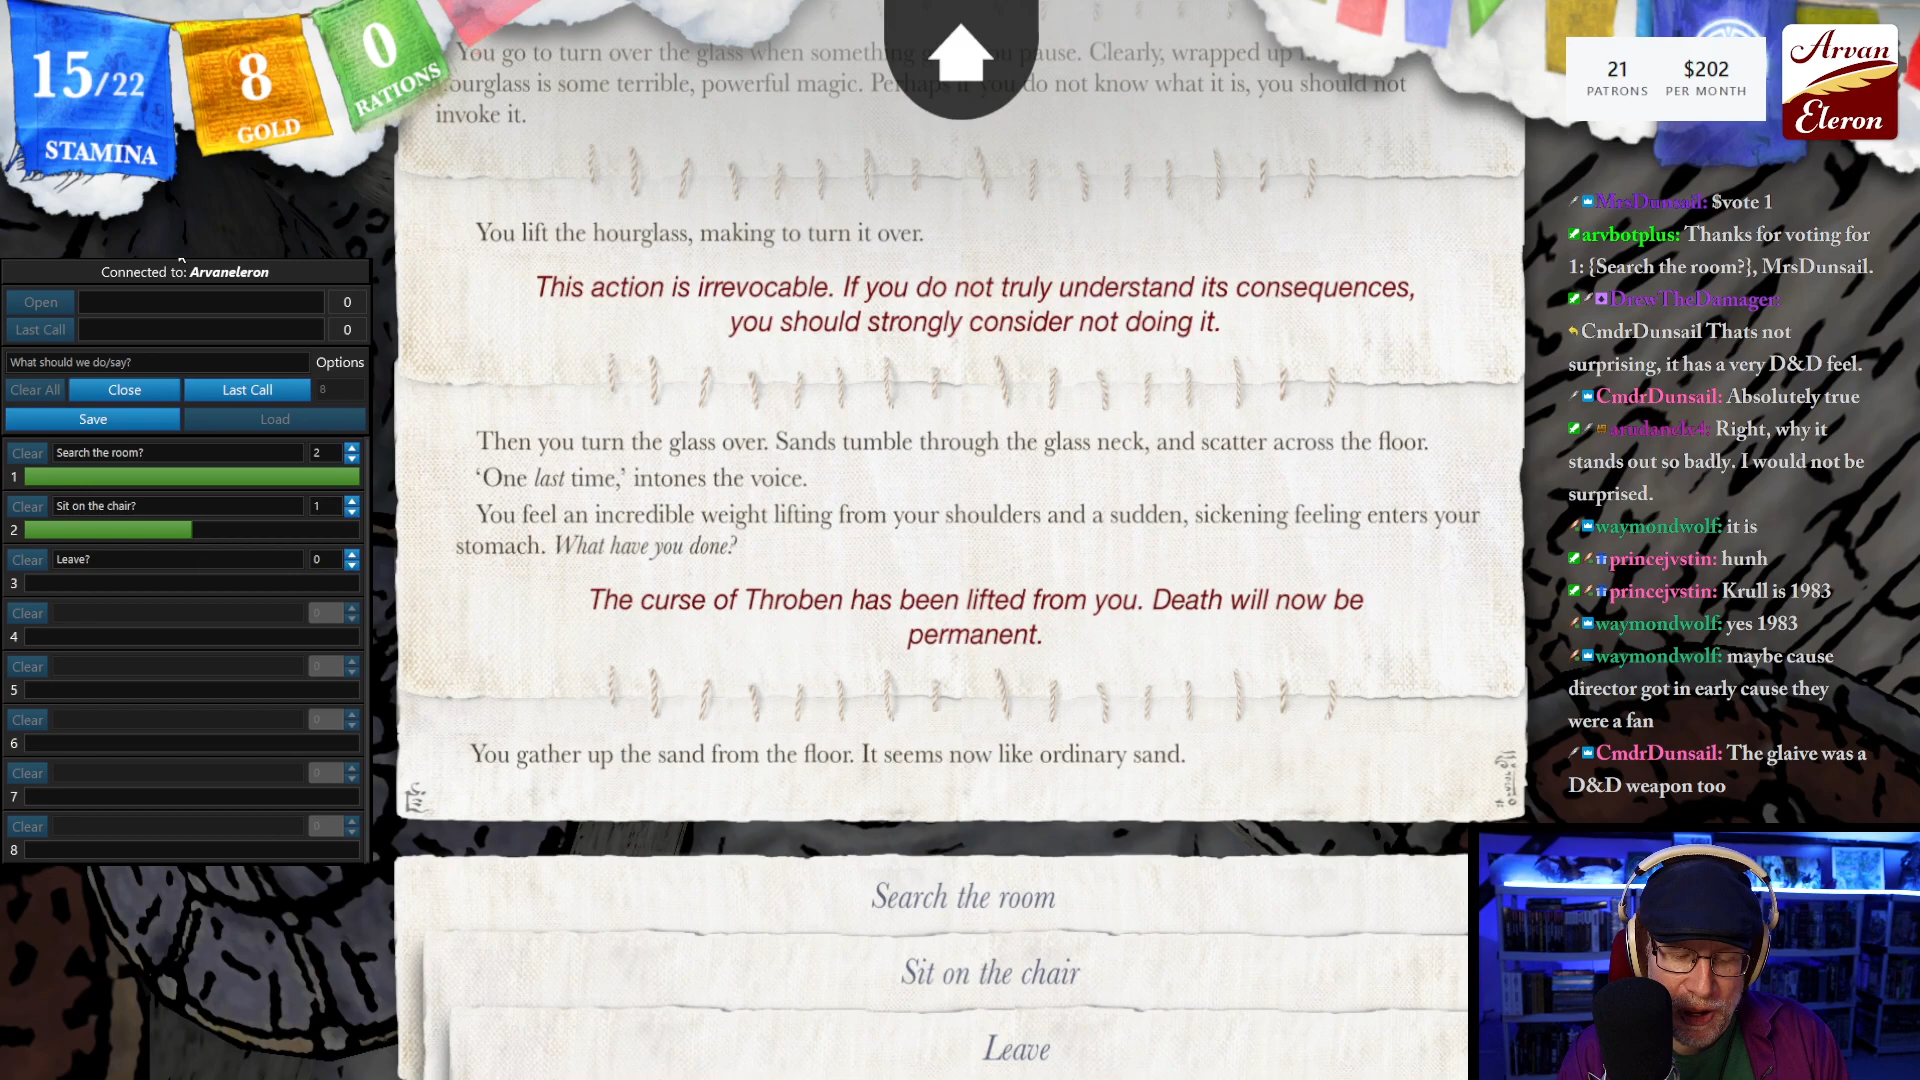 15/22
STAMINA
8
GOLD
0
RATIONS
You go to turn over the glass when something you pause. Clearly, wrapped up
hourglass is some terrible, powerful magic. Perhaps if you do not know what it is, you should not
invoke it.
You lift the hourglass, making to turn it over.
This action is irrevocable. If you do not truly understand its consequences,
you should strongly consider not doing it.
Then you turn the glass over. Sands tumble through the glass neck, and scatter across the floor.
‘One last time,’ intones the voice.
You feel an incredible weight lifting from your shoulders and a sudden, sickening feeling enters your
stomach. What have you done?
The curse of Throben has been lifted from you. Death will now be
permanent.
You gather up the sand from the floor. It seems now like ordinary sand.
Search the room
Sit on the chair
Leave
Connected to: Arvaneleron
Open 0
Last Call 0
What should we do/say? Options
Clear All Close Last Call 8
Save Load
Clear Search the room? 2
1
Clear Sit on the chair? 1
2
Clear Leave? 0
3
Clear 0
4
Clear 0
5
Clear 0
6
Clear 0
7
Clear 0
8
21 $202
PATRONS PER MONTH
Arvan
Eleron
MrsDunsail: $vote 1
arvbotplus: Thanks for voting for
1: {Search the room?}, MrsDunsail.
DrewTheDamager:
CmdrDunsail Thats not
surprising, it has a very D&D feel.
CmdrDunsail: Absolutely true
Right, why it
stands out so badly. I would not be
surprised.
waymondwolf: it is
princejvstin: hunh
princejvstin: Krull is 1983
waymondwolf: yes 1983
waymondwolf: maybe cause
director got in early cause they
were a fan
CmdrDunsail: The glaive was a
D&D weapon too